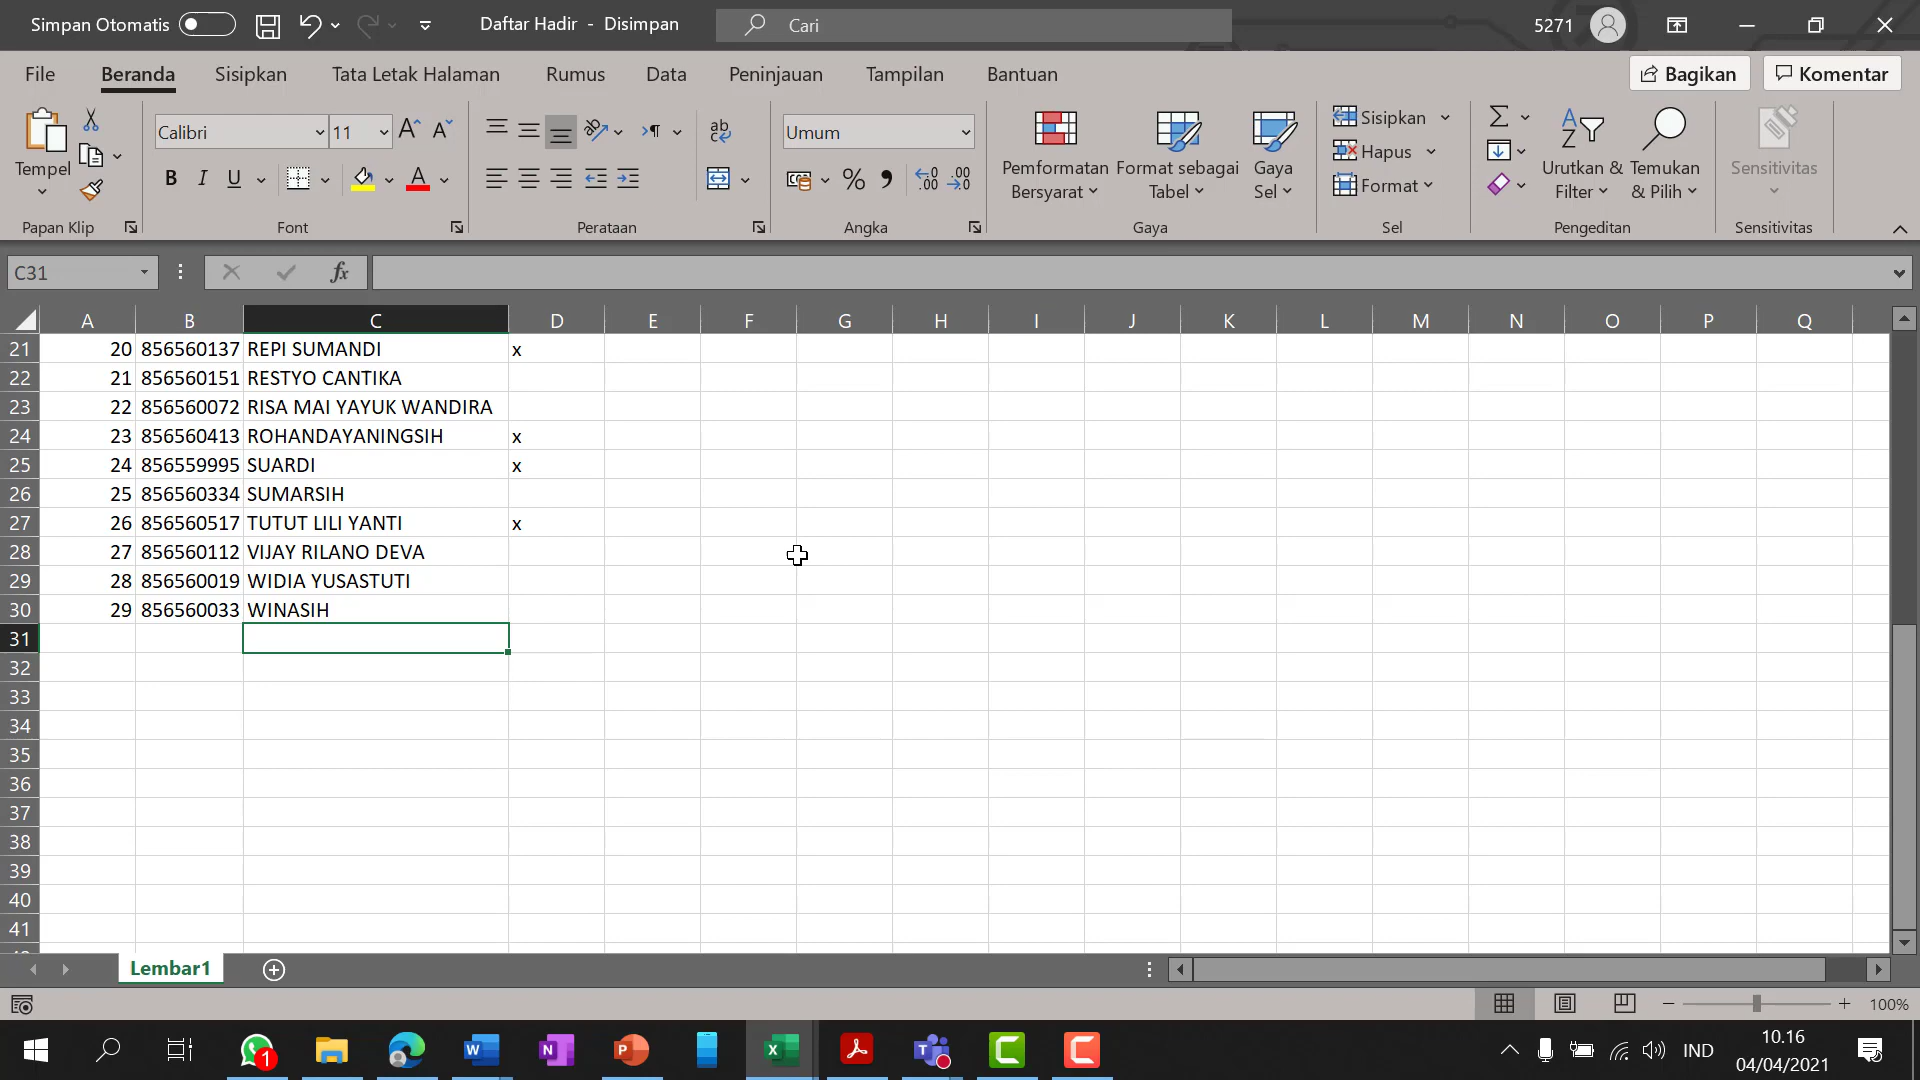 Simpan Otomatis Daftar Hadir - Disimpan Cari 5271
File Beranda Sisipkan Tata Letak Halaman Rumus Data Peninjauan Tampilan Bantuan Bagikan Komentar
Tempel
Papan Klip
Calibri 11
B I U A
Font
ab
Perataan
Umum
% 00 00
Angka
Pemformatan Bersyarat
Format sebagai Tabel
Gaya Sel
Gaya
Sisipkan
Hapus
Format
Sel
Urutkan & Filter
Temukan & Pilih
Pengeditan
Sensitivitas
Sensitivitas
C31 fx
A B C D E F G H I J K L M N O P Q
21 20 856560137 REPI SUMANDI x
22 21 856560151 RESTYO CANTIKA
23 22 856560072 RISA MAI YAYUK WANDIRA
24 23 856560413 ROHANDAYANINGSIH x
25 24 856559995 SUARDI x
26 25 856560334 SUMARSIH
27 26 856560517 TUTUT LILI YANTI x
28 27 856560112 VIJAY RILANO DEVA
29 28 856560019 WIDIA YUSASTUTI
30 29 856560033 WINASIH
31
32
33
34
35
36
37
38
39
40
41
Lembar1
100%
1 W N P X T C C IND 10.16
04/04/2021